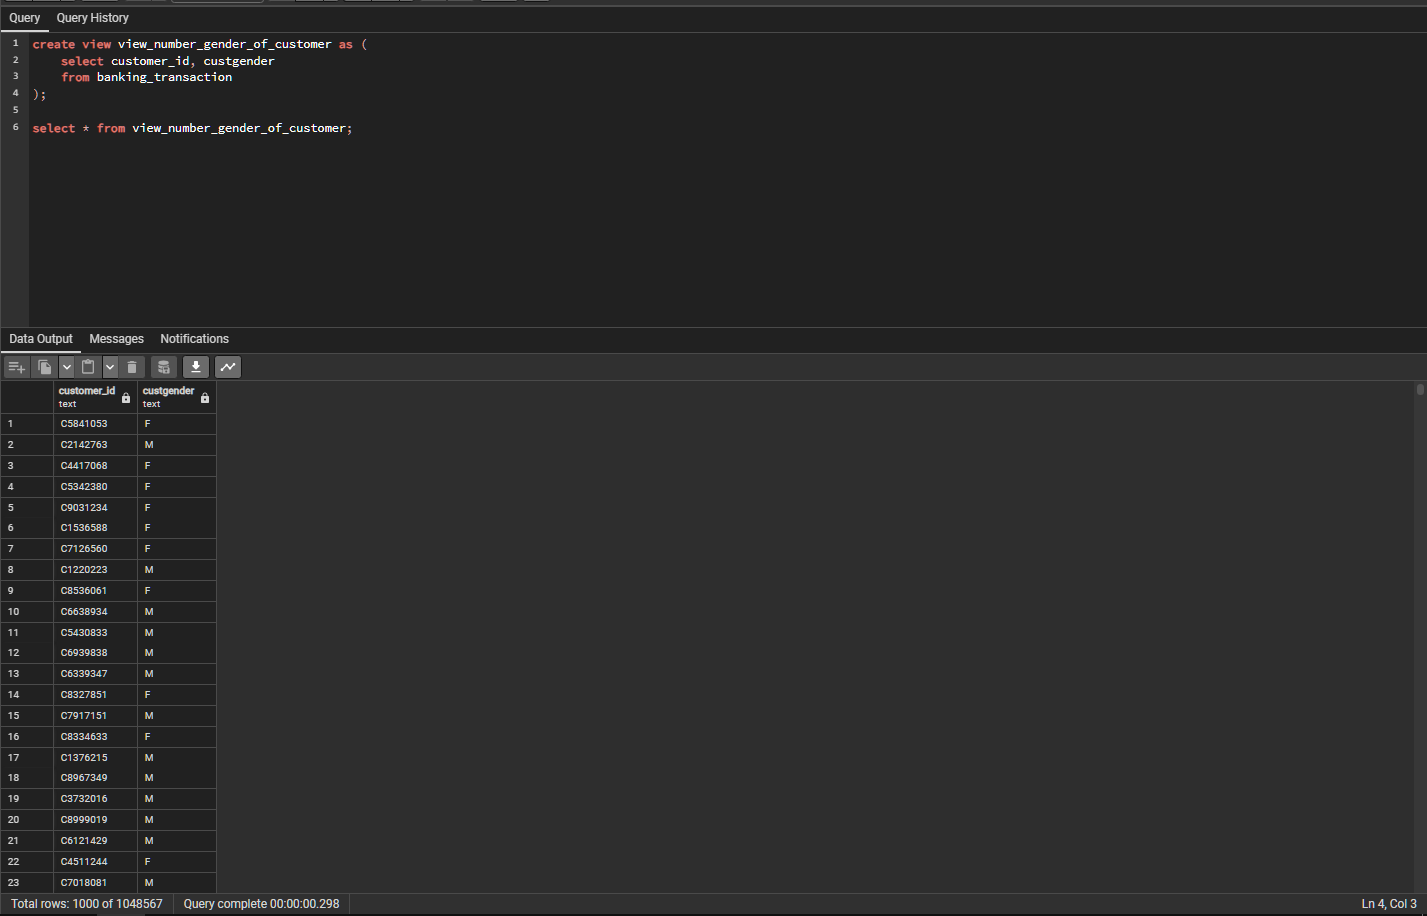 Query Query History
1 create view view_number_gender_of_customer as (
2 select customer_id, custgender
3 from banking_transaction
4 );
5
6 select * from view_number_gender_of_customer;
Data Output Messages Notifications
customer_id custgender
text text
1 C5841053 F
2 C2142763 M
3 C4417068 F
4 C5342380 F
5 C9031234 F
6 C1536588 F
7 C7126560 F
8 C1220223 M
9 C8536061 F
10 C6638934 M
11 C5430833 M
12 C6939838 M
13 C6339347 M
14 C8327851 F
15 C7917151 M
16 C8334633 F
17 C1376215 M
18 C8967349 M
19 C3732016 M
20 C8999019 M
21 C6121429 M
22 C4511244 F
23 C7018081 M
Total rows: 1000 of 1048567 Query complete 00:00:00.298 Ln 4, Col 3